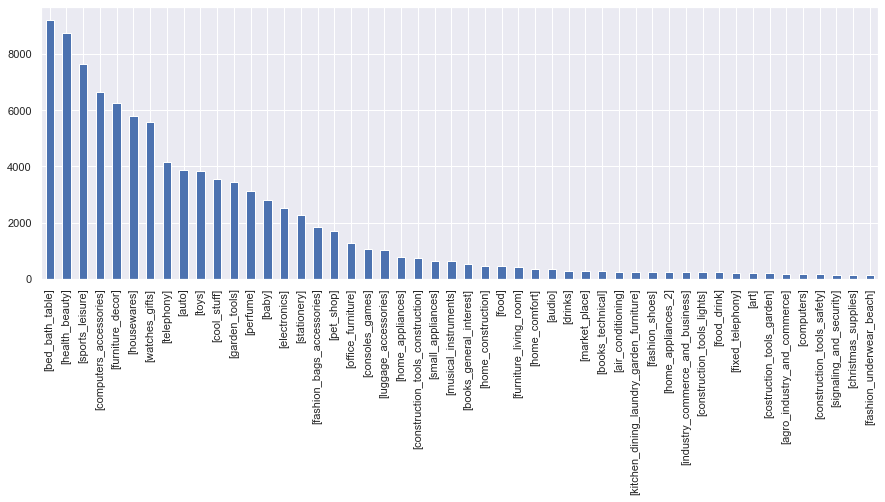 8000
6000
4000
2000
0
[bed_bath_table]
[health_beauty]
[sports_leisure]
[computers_accessories]
[furniture_decor]
[housewares]
[watches_gifts]
[telephony]
[auto]
[toys]
[cool_stuff]
[garden_tools]
[perfume]
[baby]
[electronics]
[stationery]
[fashion_bags_accessories]
[pet_shop]
[office_furniture]
[consoles_games]
[luggage_accessories]
[home_appliances]
[construction_tools_construction]
[small_appliances]
[musical_instruments]
[books_general_interest]
[home_construction]
[food]
[furniture_living_room]
[home_comfort]
[audio]
[drinks]
[market_place]
[books_technical]
[air_conditioning]
[kitchen_dining_laundry_garden_furniture]
[fashion_shoes]
[home_appliances_2]
[industry_commerce_and_business]
[construction_tools_lights]
[food_drink]
[fixed_telephony]
[art]
[costruction_tools_garden]
[agro_industry_and_commerce]
[computers]
[construction_tools_safety]
[signaling_and_security]
[christmas_supplies]
[fashion_underwear_beach]